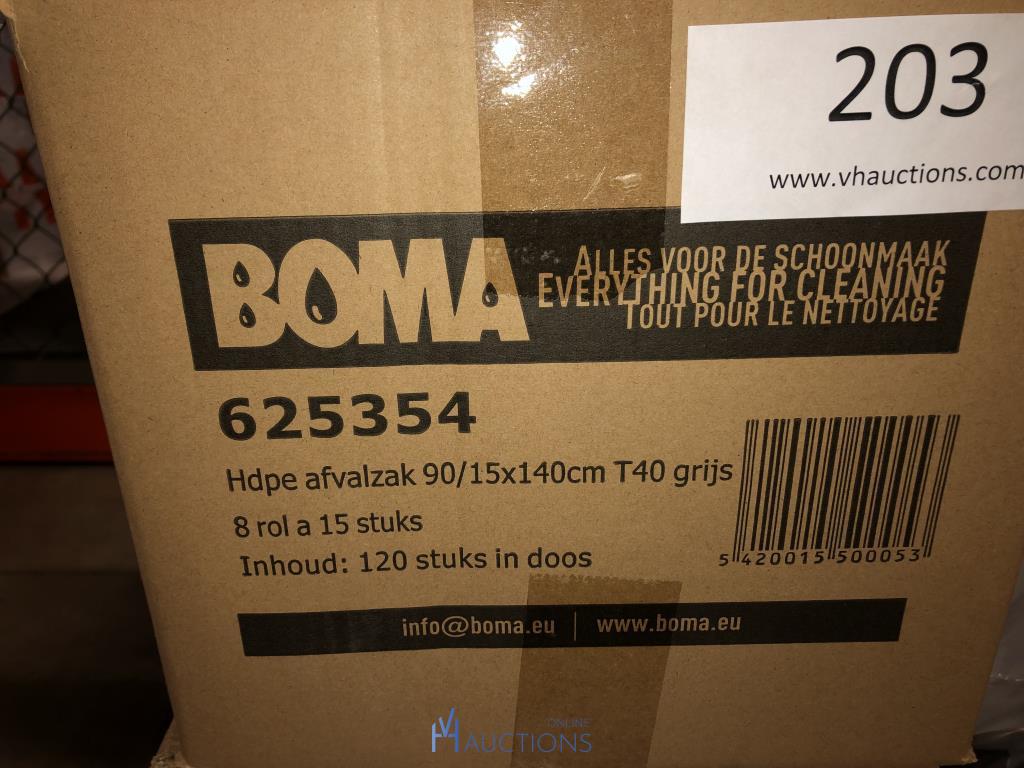 203
www.vhauctions.com
BOMA
ALLES VOOR DE SCHOONMAAK
EVERYTHING FOR CLEANING
TOUT POUR LE NETTOYAGE
625354
Hdpe afvalzak 90/15x140cm T40 grijs
8 rol a 15 stuks
Inhoud: 120 stuks in doos
5 420015 500053
info@boma.eu | www.boma.eu
VH ONLINE AUCTIONS